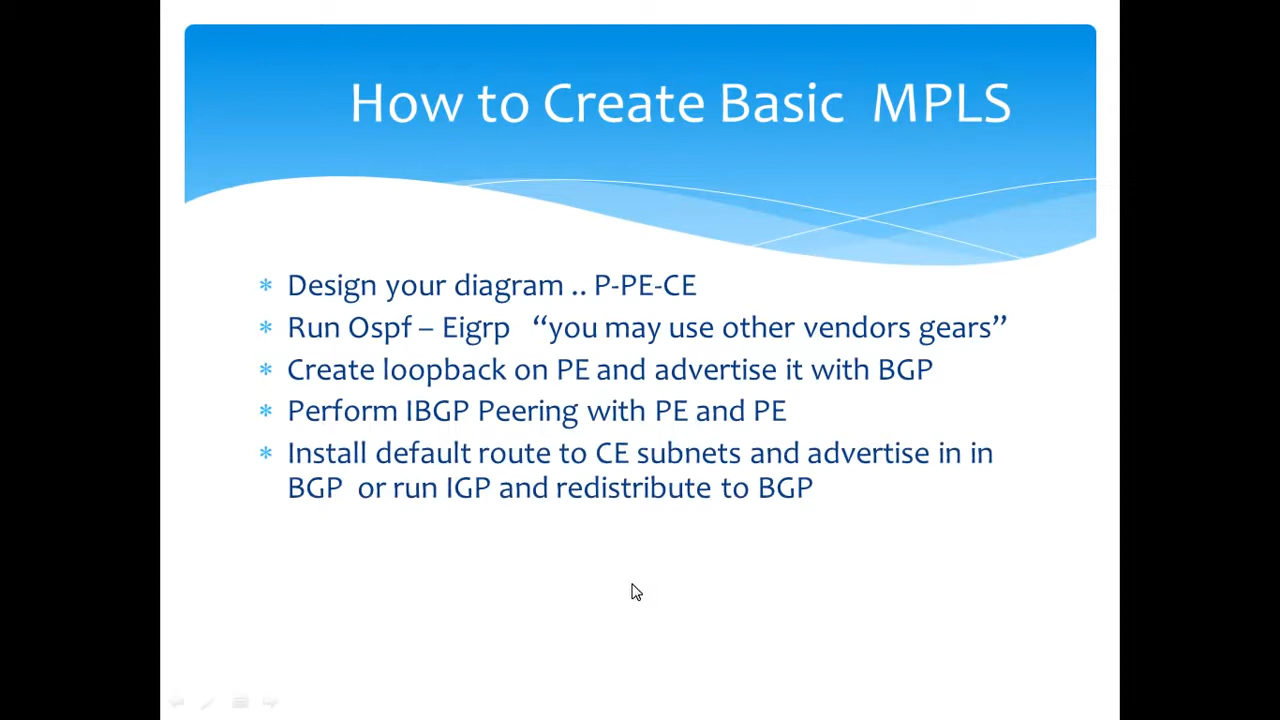 How to Create Basic MPLS
* Design your diagram .. P-PE-CE
* Run Ospf – Eigrp “you may use other vendors gears”
* Create loopback on PE and advertise it with BGP
* Perform IBGP Peering with PE and PE
* Install default route to CE subnets and advertise in in
BGP or run IGP and redistribute to BGP